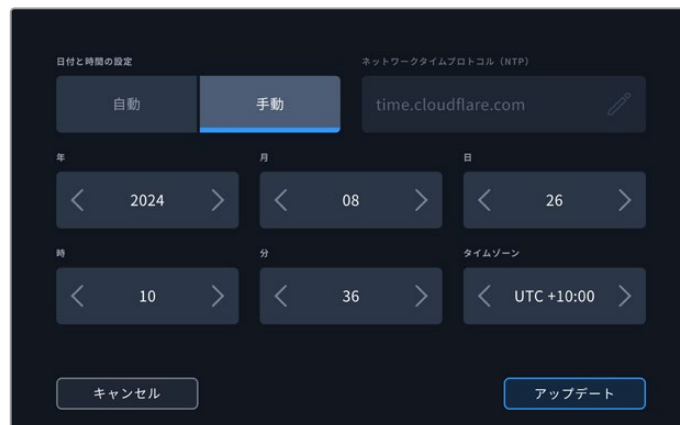 日付と時間の設定
ネットワークタイムプロトコル（NTP）
自動
手動
time.cloudflare.com
年
月
日
2024
08
26
時
分
タイムゾーン
10
36
UTC +10:00
キャンセル
アップデート